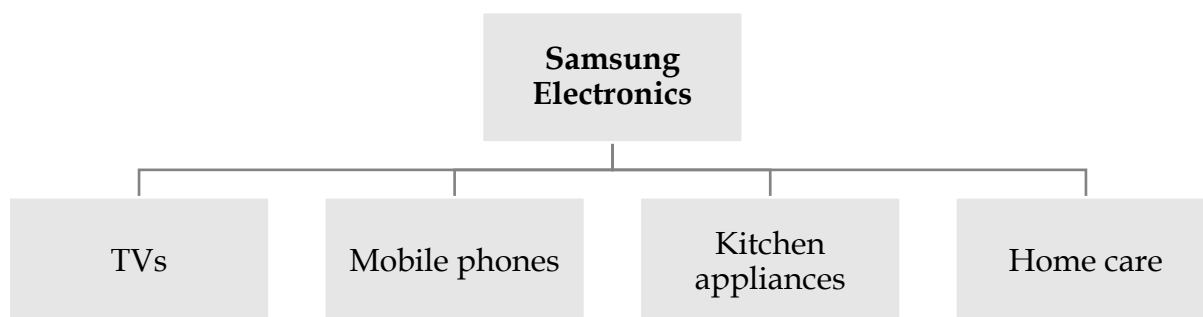 Samsung
Electronics
TVs
Mobile phones
Kitchen
appliances
Home care